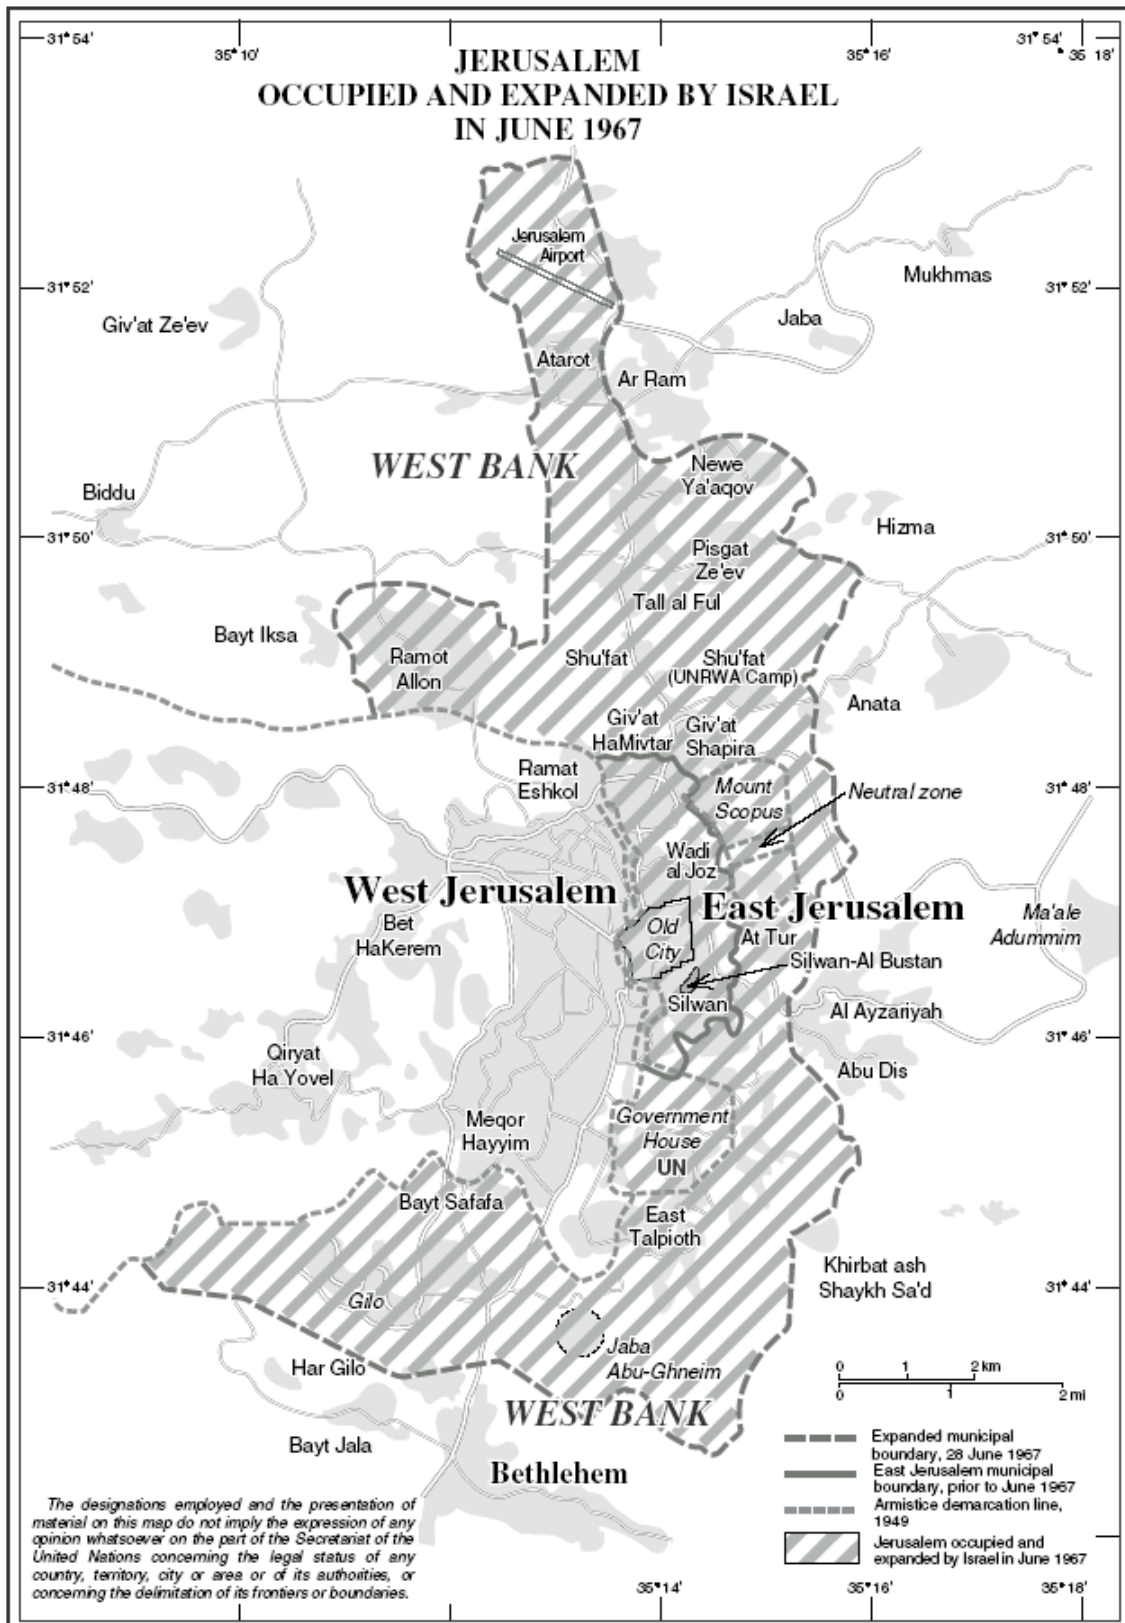 31° 54'
35° 10'
35° 16'
31° 54'
35° 18'
JERUSALEM
OCCUPIED AND EXPANDED BY ISRAEL
IN JUNE 1967
Jerusalem
Airport
Mukhmas
31° 52'
31° 52'
Giv'at Ze'ev
Jaba
Atarot
Ar Ram
WEST BANK
Newe
Ya'aqov
Biddu
Hizma
31° 50'
31° 50'
Pisgat
Ze'ev
Tall al Ful
Bayt Iksa
Ramot
Allon
Shu'fat
Shu'fat
(UNRWA Camp)
Anata
Giv'at
HaMivtar
Giv'at
Shapira
Ramat
Eshkol
31° 48'
Mount
Scopus
Neutral zone
31° 48'
Wadi
al Joz
West Jerusalem
East Jerusalem
Bet
HaKerem
Old
City
At Tur
Ma'ale
Adummim
Silwan-Al Bustan
Silwan
Al Ayzariyah
31° 46'
31° 46'
Qiryat
Ha Yovel
Abu Dis
Meqor
Hayyim
Government
House
UN
Bayt Safafa
East
Talpioth
Khirbat ash
Shaykh Sa'd
31° 44'
31° 44'
Gilo
Jaba
Abu-Ghneim
Har Gilo
0 1 2 km
0 2 mi
WEST BANK
Bayt Jala
Bethlehem
Expanded municipal
boundary, 28 June 1967
East Jerusalem municipal
boundary, prior to June 1967
Armistice demarcation line,
1949
Jerusalem occupied and
expanded by Israel in June 1967
The designations employed and the presentation of
material on this map do not imply the expression of any
opinion whatsoever on the part of the Secretariat of the
United Nations concerning the legal status of any
country, territory, city or area or of its authorities, or
concerning the delimitation of its frontiers or boundaries.
35° 14'
35° 16'
35° 18'